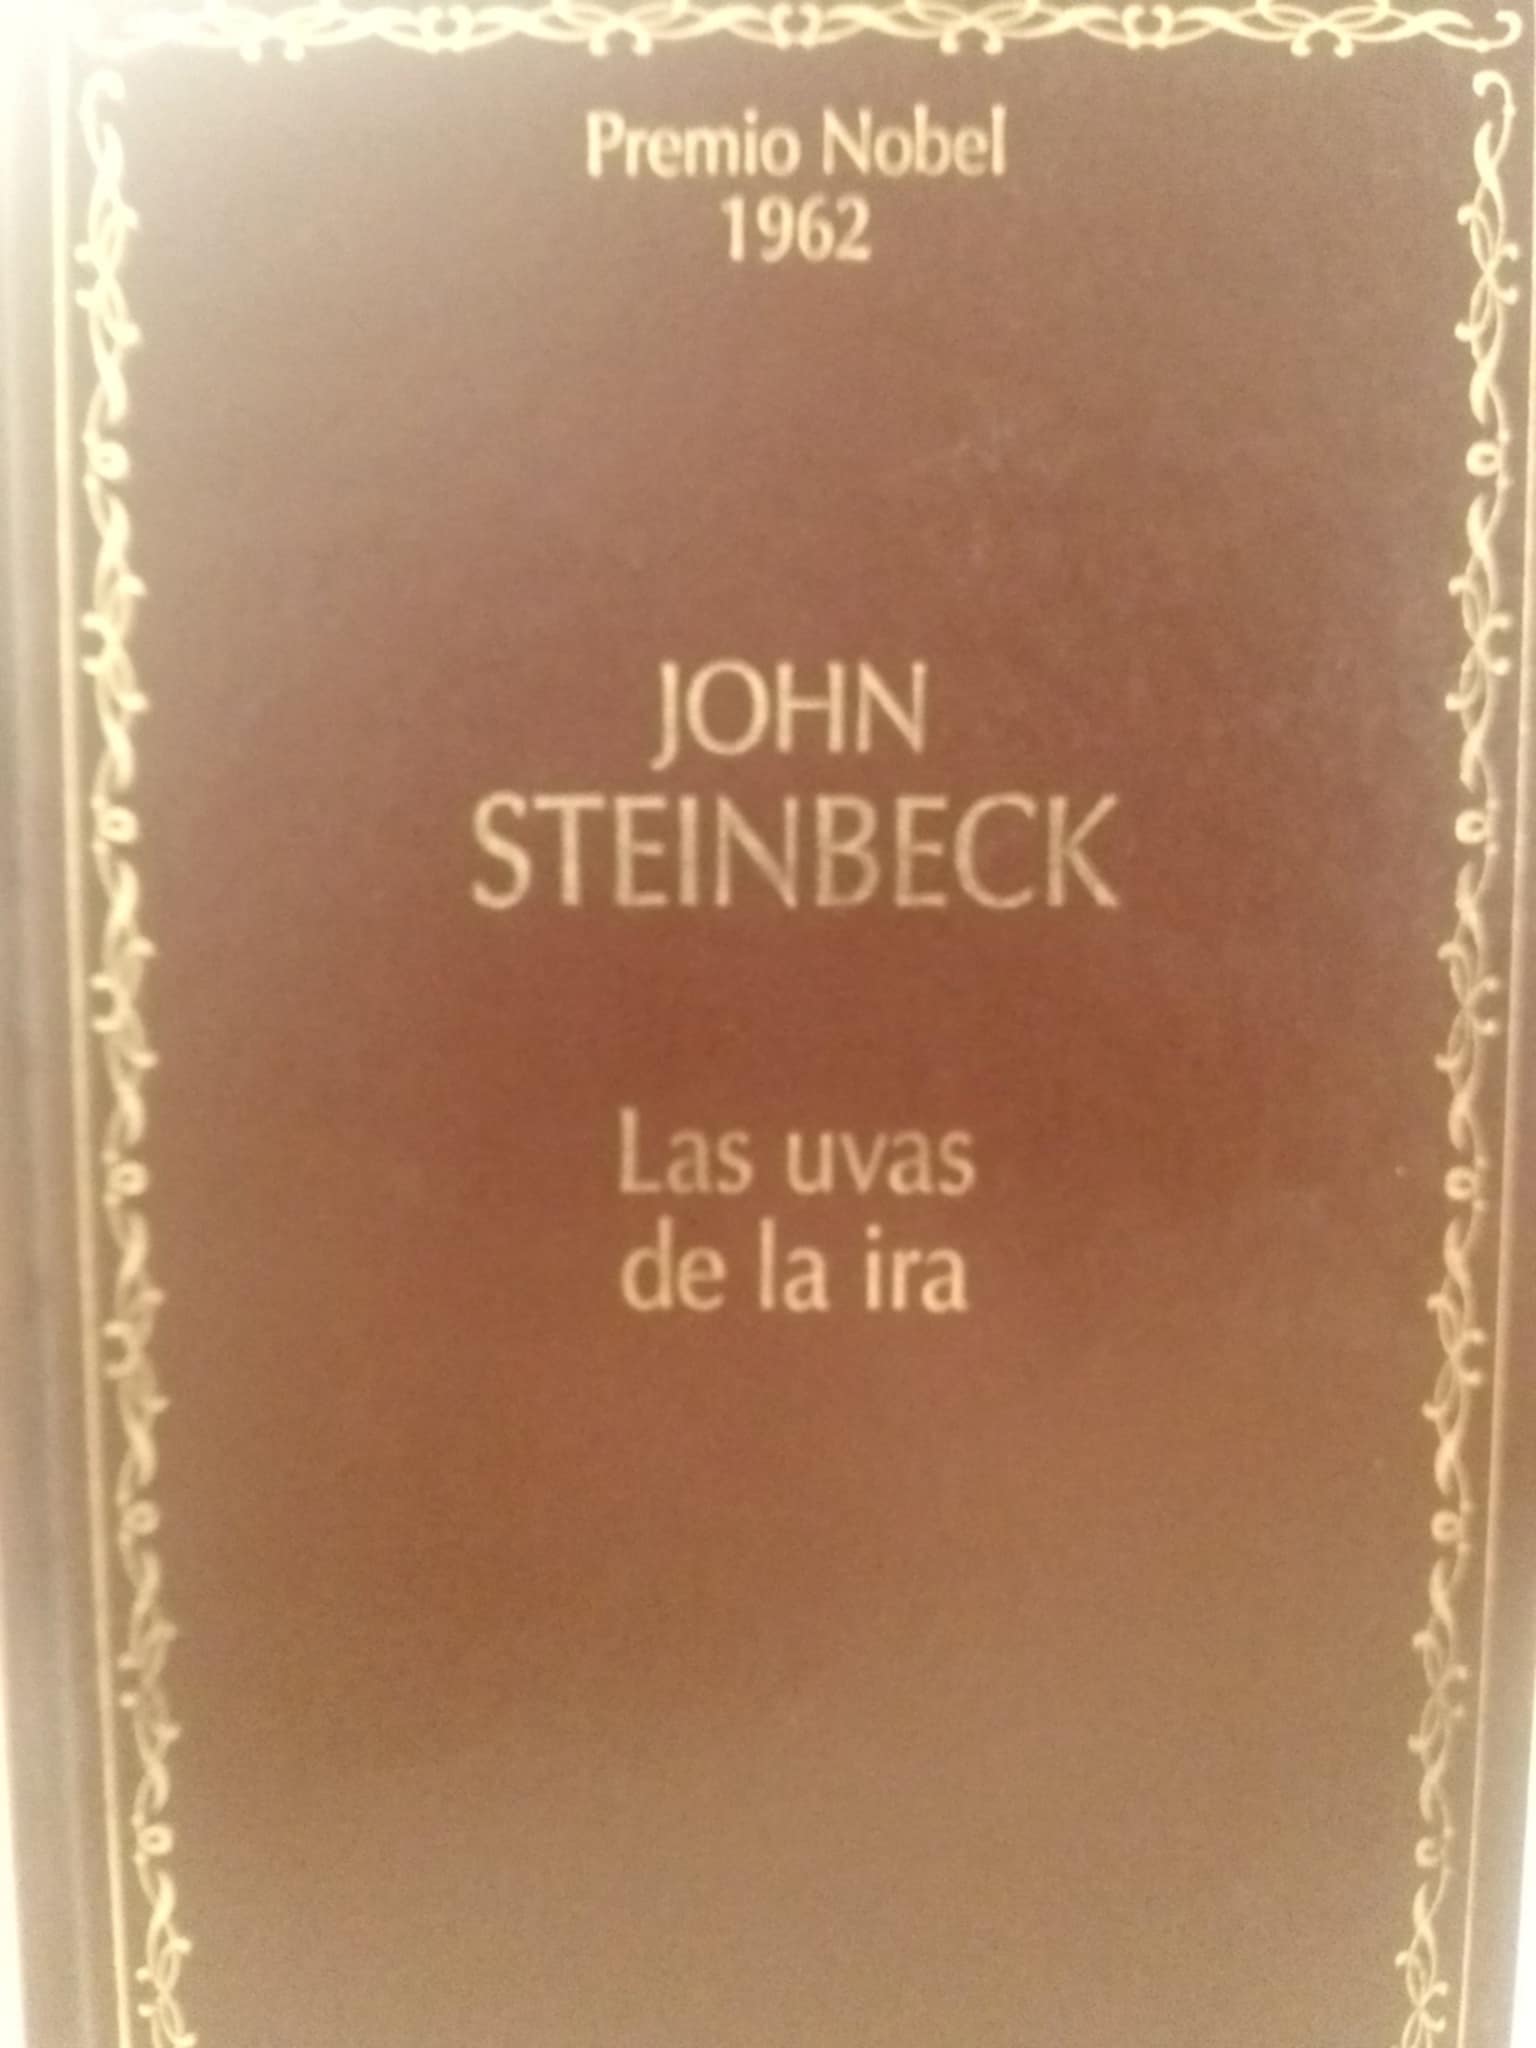 Premio Nobel
1962
JOHN
STEINBECK
Las uvas
de la ira